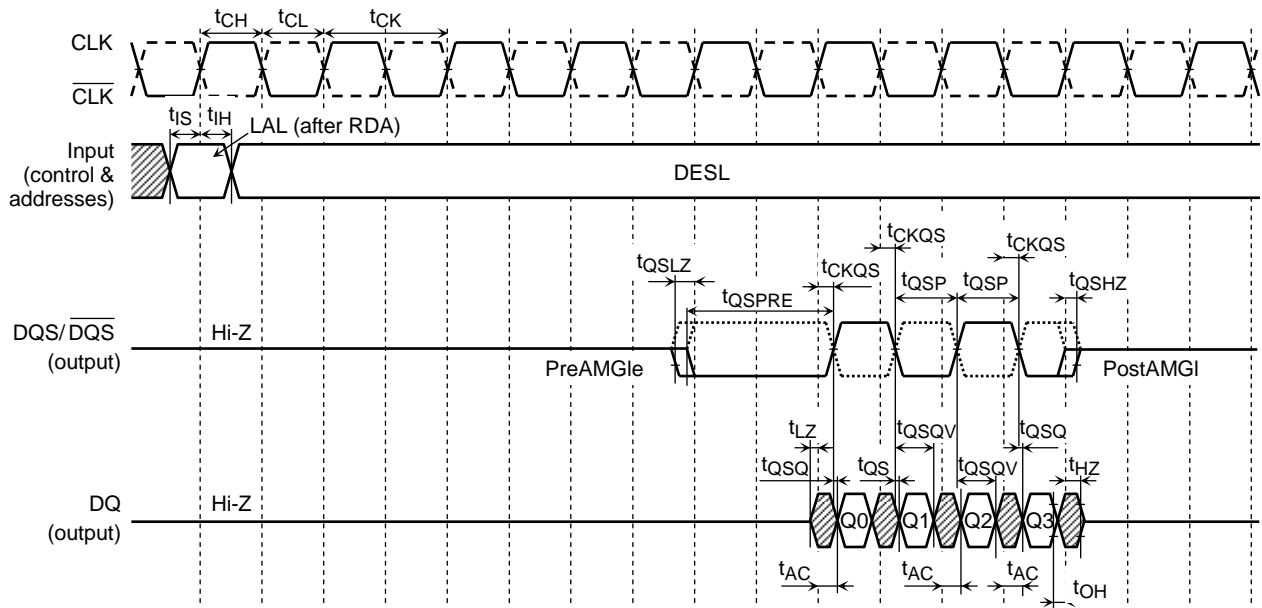 tCH tCL tCK
CLK
CLK
tIS tIH LAL (after RDA)
Input
(control &
addresses)
DESL
tCKQS tCKQS
tQSLZ tCKQS tQSP tQSP tQSHZ
tQSPRE
DQS/DQS
(output)
Hi-Z
PreAMGle PostAMGl
tLZ tQSQV tQSQ
tQSQ tQS tQSQV tHZ
DQ
(output)
Hi-Z
Q0 Q1 Q2 Q3
tAC tAC tAC tOH